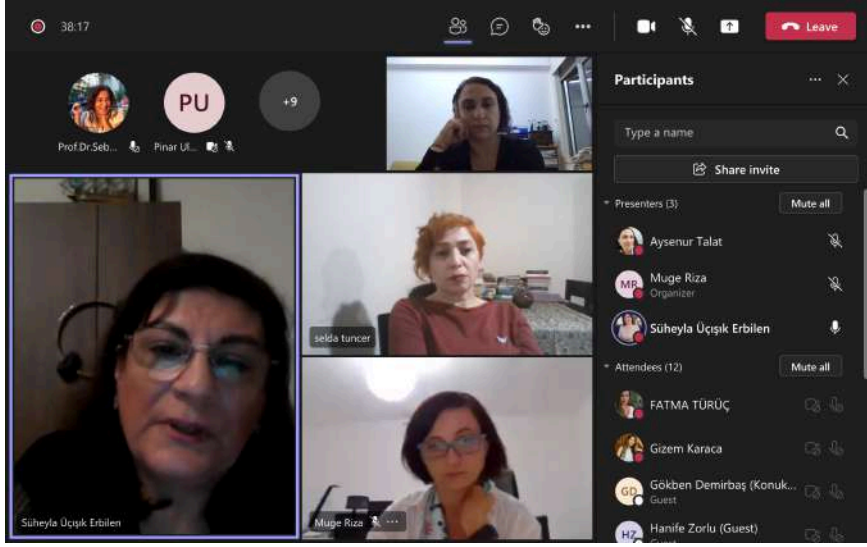 38:17
Leave
PU
+9
Prof.Dr.Seb...
Pinar Ul...
selda tuncer
Süheyla Üçışık Erbilen
Muge Riza
Participants
Type a name
Share invite
Presenters (3)
Mute all
Aysenur Talat
MR
Muge Riza
Organizer
Süheyla Üçışık Erbilen
Attendees (12)
Mute all
FATMA TÜRÜÇ
Gizem Karaca
GD
Gökben Demirbaş (Konuk...
Guest
HZ
Hanife Zorlu (Guest)
Guest